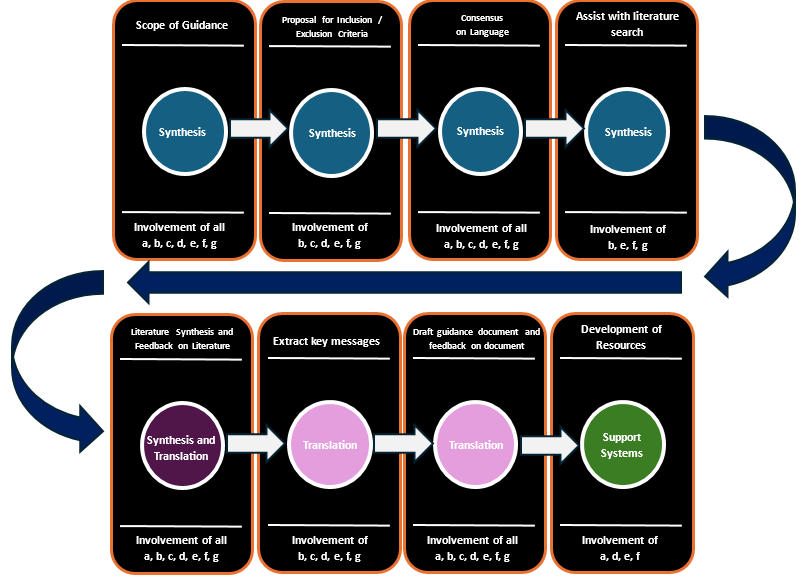 Scope of Guidance
Synthesis
Involvement of all
a, b, c, d, e, f, g
Proposal for Inclusion /
Exclusion Criteria
Synthesis
Involvement of
b, c, d, e, f, g
Consensus
on Language
Synthesis
Involvement of all
a, b, c, d, e, f, g
Assist with literature
search
Synthesis
Involvement of
b, e, f, g
Literature Synthesis and
Feedback on Literature
Synthesis and
Translation
Involvement of all
a, b, c, d, e, f, g
Extract key messages
Translation
Involvement of
b, c, d, e, f, g
Draft guidance document and
feedback on document
Translation
Involvement of all
a, b, c, d, e, f, g
Development of
Resources
Support
Systems
Involvement of
a, d, e, f